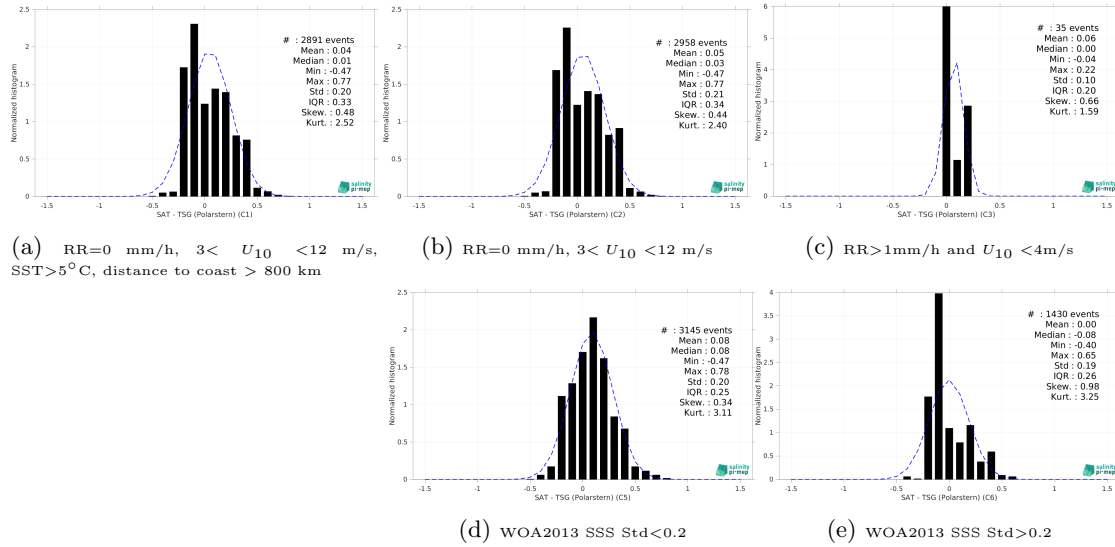 2.5
2
1.5
1
0.5
0
Normalized histogram
# : 2891 events
Mean : 0.04
Median : 0.01
Min : -0.47
Max : 0.77
Std : 0.20
IQR : 0.33
Skew. : 0.48
Kurt. : 2.52
salinity
pi-mep
-1.5 -1 -0.5 0 0.5 1 1.5
SAT - TSG (Polarstern) (C1)
(a) RR=0 mm/h, 3< U10 <12 m/s,
SST>5°C, distance to coast > 800 km
2.5
2
1.5
1
0.5
0
Normalized histogram
# : 2958 events
Mean : 0.05
Median : 0.03
Min : -0.47
Max : 0.77
Std : 0.21
IQR : 0.34
Skew. : 0.44
Kurt. : 2.40
salinity
pi-mep
-1.5 -1 -0.5 0 0.5 1 1.5
SAT - TSG (Polarstern) (C2)
(b) RR=0 mm/h, 3< U10 <12 m/s
6
5
4
3
2
1
0
Normalized histogram
# : 35 events
Mean : 0.06
Median : 0.00
Min : -0.04
Max : 0.22
Std : 0.10
IQR : 0.20
Skew. : 0.66
Kurt. : 1.59
salinity
pi-mep
-1.5 -1 -0.5 0 0.5 1 1.5
SAT - TSG (Polarstern) (C3)
(c) RR>1mm/h and U10 <4m/s
2.5
2
1.5
1
0.5
0
Normalized histogram
# : 3145 events
Mean : 0.08
Median : 0.08
Min : -0.47
Max : 0.78
Std : 0.20
IQR : 0.25
Skew. : 0.34
Kurt. : 3.11
salinity
pi-mep
-1.5 -1 -0.5 0 0.5 1 1.5
SAT - TSG (Polarstern) (C5)
(d) WOA2013 SSS Std<0.2
4
3.5
3
2.5
2
1.5
1
0.5
0
Normalized histogram
# : 1430 events
Mean : 0.00
Median : -0.08
Min : -0.40
Max : 0.65
Std : 0.19
IQR : 0.26
Skew. : 0.98
Kurt. : 3.25
salinity
pi-mep
-1.5 -1 -0.5 0 0.5 1 1.5
SAT - TSG (Polarstern) (C6)
(e) WOA2013 SSS Std>0.2